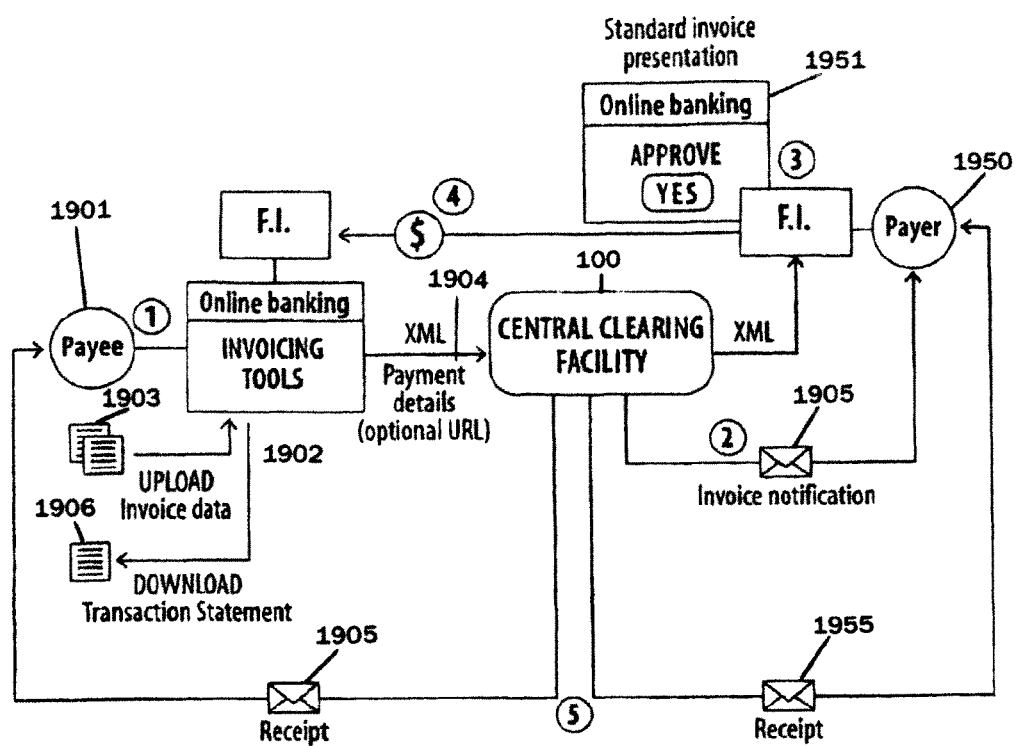 Standard invoice
presentation
1951
Online banking
APPROVE
YES
3
1950
1901
F.I.
4
$
F.I.
Payer
1
Payee
Online banking
INVOICING
TOOLS
1904
XML
Payment
details
(optional URL)
100
CENTRAL CLEARING
FACILITY
XML
1903
1902
UPLOAD
Invoice data
1905
2
Invoice notification
1906
DOWNLOAD
Transaction Statement
1905
Receipt
5
1955
Receipt